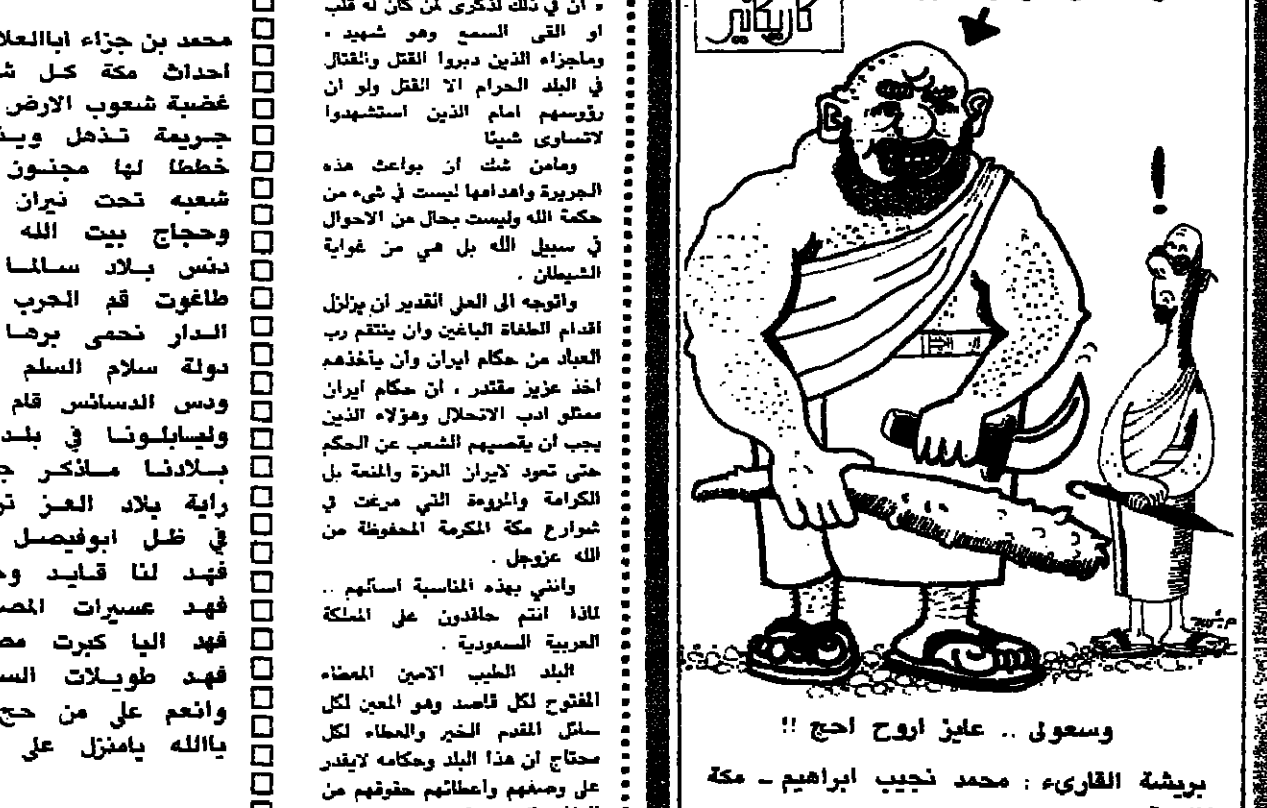 كاريكاتير
وسعولى .. عايز اروح احج !!
بريشة القارىء : محمد نجيب ابراهيم ـ مكة
، ان في ذلك لذكرى لمن كان له قلب
او القى السمع وهو شهيد ،
وماجزاء الذين دبروا القتل والقتال
في البلد الحرام الا القتل ولو ان
رؤوسهم امام الذين استشهدوا
لاتساوى شيئا
ومامن شك ان بواعث هذه
الجريرة واهدافها ليست في شىء من
حكمة الله وليست بحال من الاحوال
في سبيل الله بل هي من غواية
الشيطان .
واتوجه الى العلى القدير ان يزلزل
اقدام الطغاة الباغين وان ينتقم رب
العباد من حكام ايران وان يأخذهم
اخذ عزيز مقتدر ، ان حكام ايران
ممثلو ادب الانحلال وهؤلاء الذين
يجب ان يقصيهم الشعب عن الحكم
حتى تعود لايران العزة والمنعة بل
الكرامة والمروءة التي مرغت في
شوارع مكة المكرمة المحفوظة من
الله عزوجل .
وانني بهذه المناسبة اسألهم ..
لماذا انتم حاقدون على المملكة
العربية السعودية .
البلد الطيب الامين المعطاء
المفتوح لكل قاصد وهو المعين لكل
سائل المقدم الخير والعطاء لكل
محتاج ان هذا البلد وحكامه لايقدر
على وصفهم وأعطائهم حقوقهم من
محمد بن جزاء اباالعلا
احداث مكة كل
غضبة شعوب الارض
جريمة تذهل
خططا لها مجنون
شعبه تحت نيران
وحجاج بيت الله
دنس بلاد سالما
طاغوت قم الحرب
الدار نحمى برها
دولة سلام السلم
ودس الدسائس قام
وليسابلونا في
بلادنا ماذكر
راية بلاد العز
في ظل ابوفيصل
فهد لنا قايد
فهد عسيرات
فهد اليا كبرت
فهد طويلات
وانعم على من حج
ياالله يامنزل على